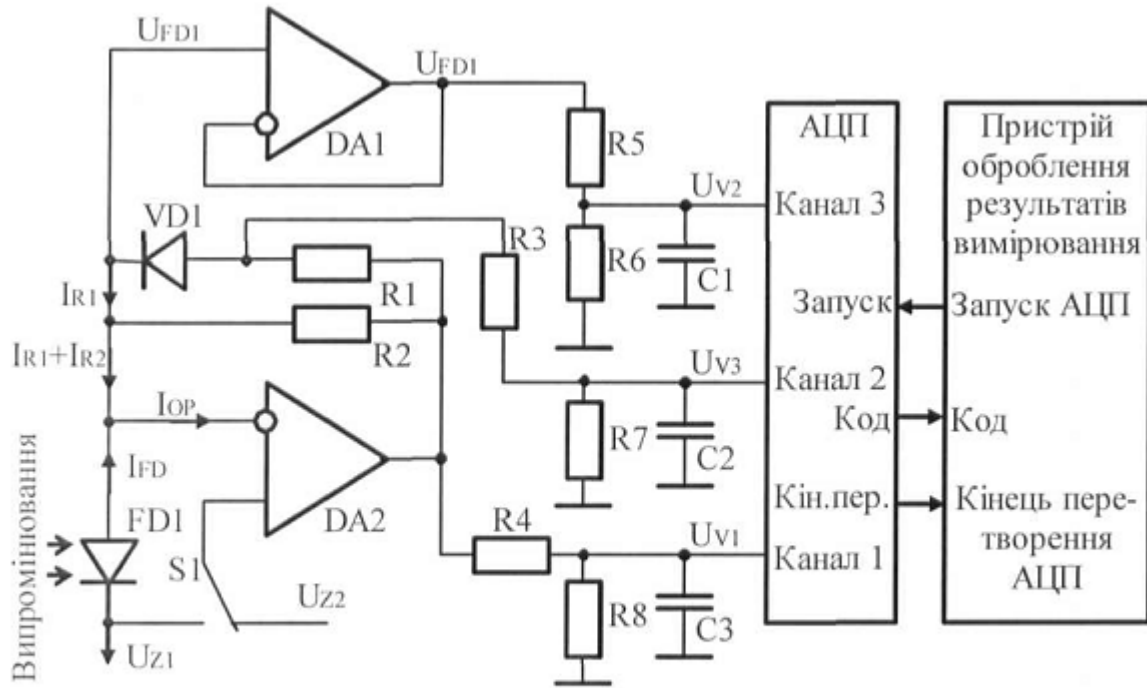 UFD1
UFD1
DA1
VD1
R1
R2
R3
R5
R6
C1
UV2
IR1
IR1+IR2
IOP
IFD
FD1
Випромінювання
S1
UZ1
UZ2
DA2
R4
R7
C2
UV3
R8
C3
UV1
АЦП
Канал 3
Запуск
Канал 2
Код
Кін.пер.
Канал 1
Пристрій
оброблення
результатів
вимірювання
Запуск АЦП
Код
Кінець пере-
творення
АЦП